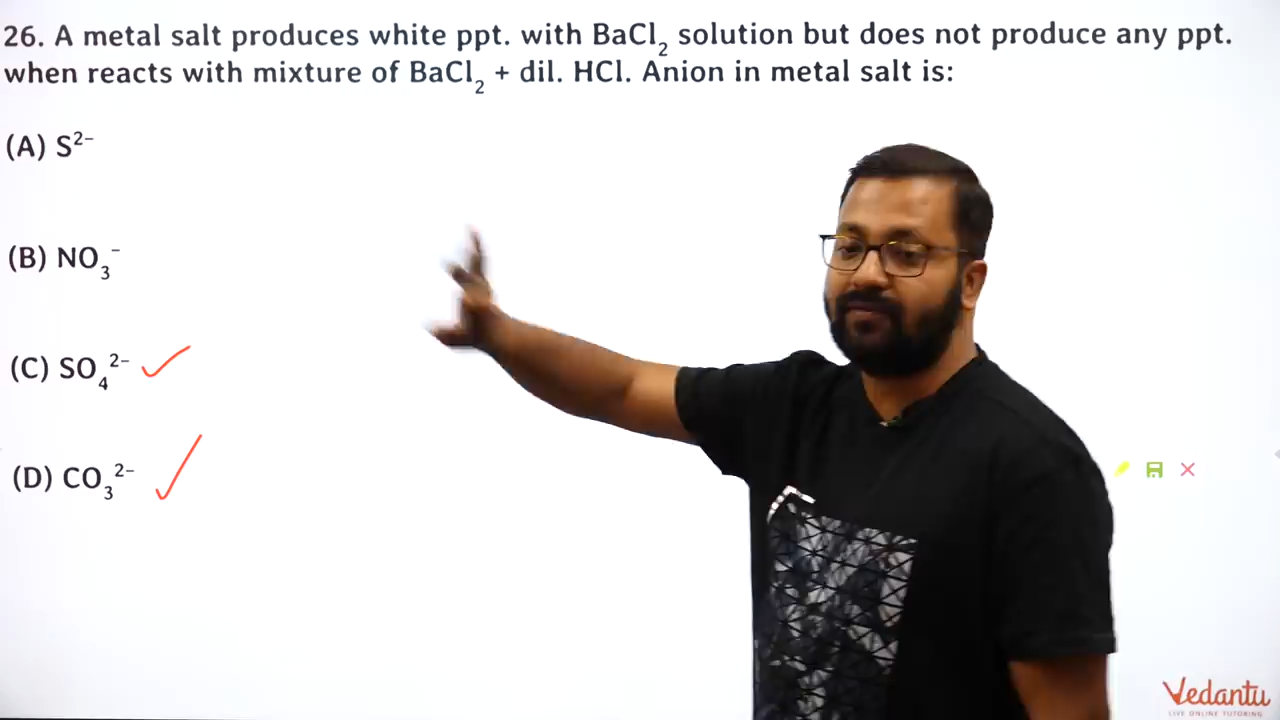 26. A metal salt produces white ppt. with BaCl₂ solution but does not produce any ppt.
when reacts with mixture of BaCl₂ + dil. HCl. Anion in metal salt is:
(A) S²⁻
(B) NO₃⁻
(C) SO₄²⁻
(D) CO₃²⁻
Vedantu
LIVE ONLINE TUTORING